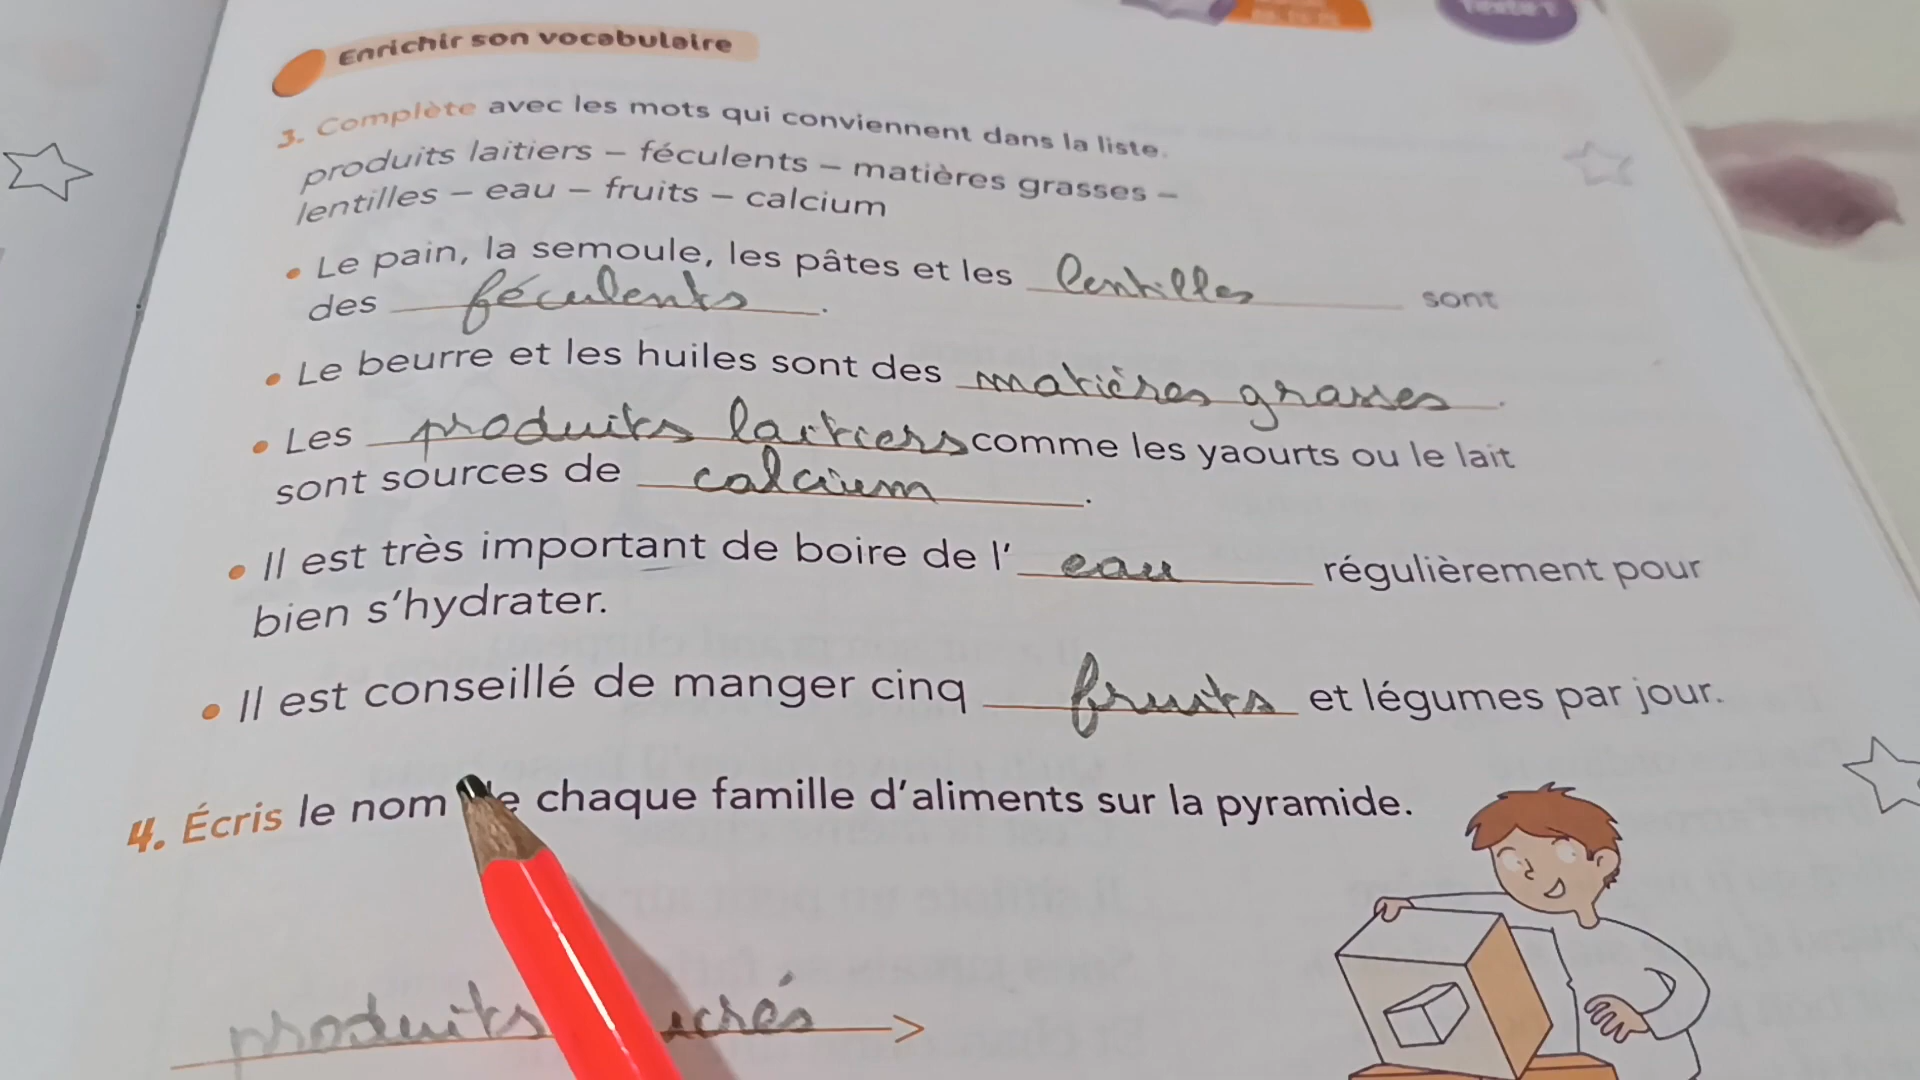 Enrichir son vocabulaire
3. Complète avec les mots qui conviennent dans la liste.
produits laitiers – féculents – matières grasses –
lentilles – eau – fruits – calcium
• Le pain, la semoule, les pâtes et les lentilles sont
des féculents.
• Le beurre et les huiles sont des matières grasses.
• Les produits laitiers comme les yaourts ou le lait
sont sources de calcium.
• Il est très important de boire de l'eau régulièrement pour
bien s'hydrater.
• Il est conseillé de manger cinq fruits et légumes par jour.
4. Écris le nom chaque famille d'aliments sur la pyramide.
produits